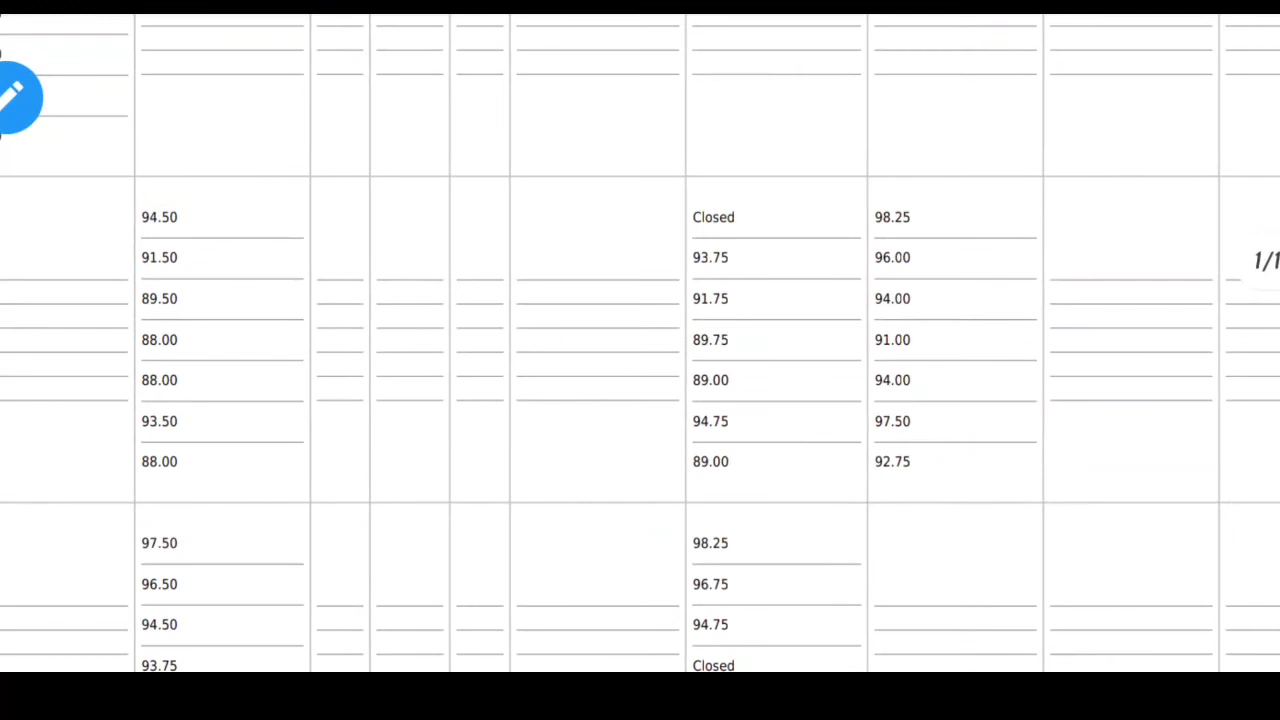 94.50 Closed 98.25
91.50 93.75 96.00
1/1
89.50 91.75 94.00
88.00 89.75 91.00
88.00 89.00 94.00
93.50 94.75 97.50
88.00 89.00 92.75
97.50 98.25
96.50 96.75
94.50 94.75
93.75 Closed